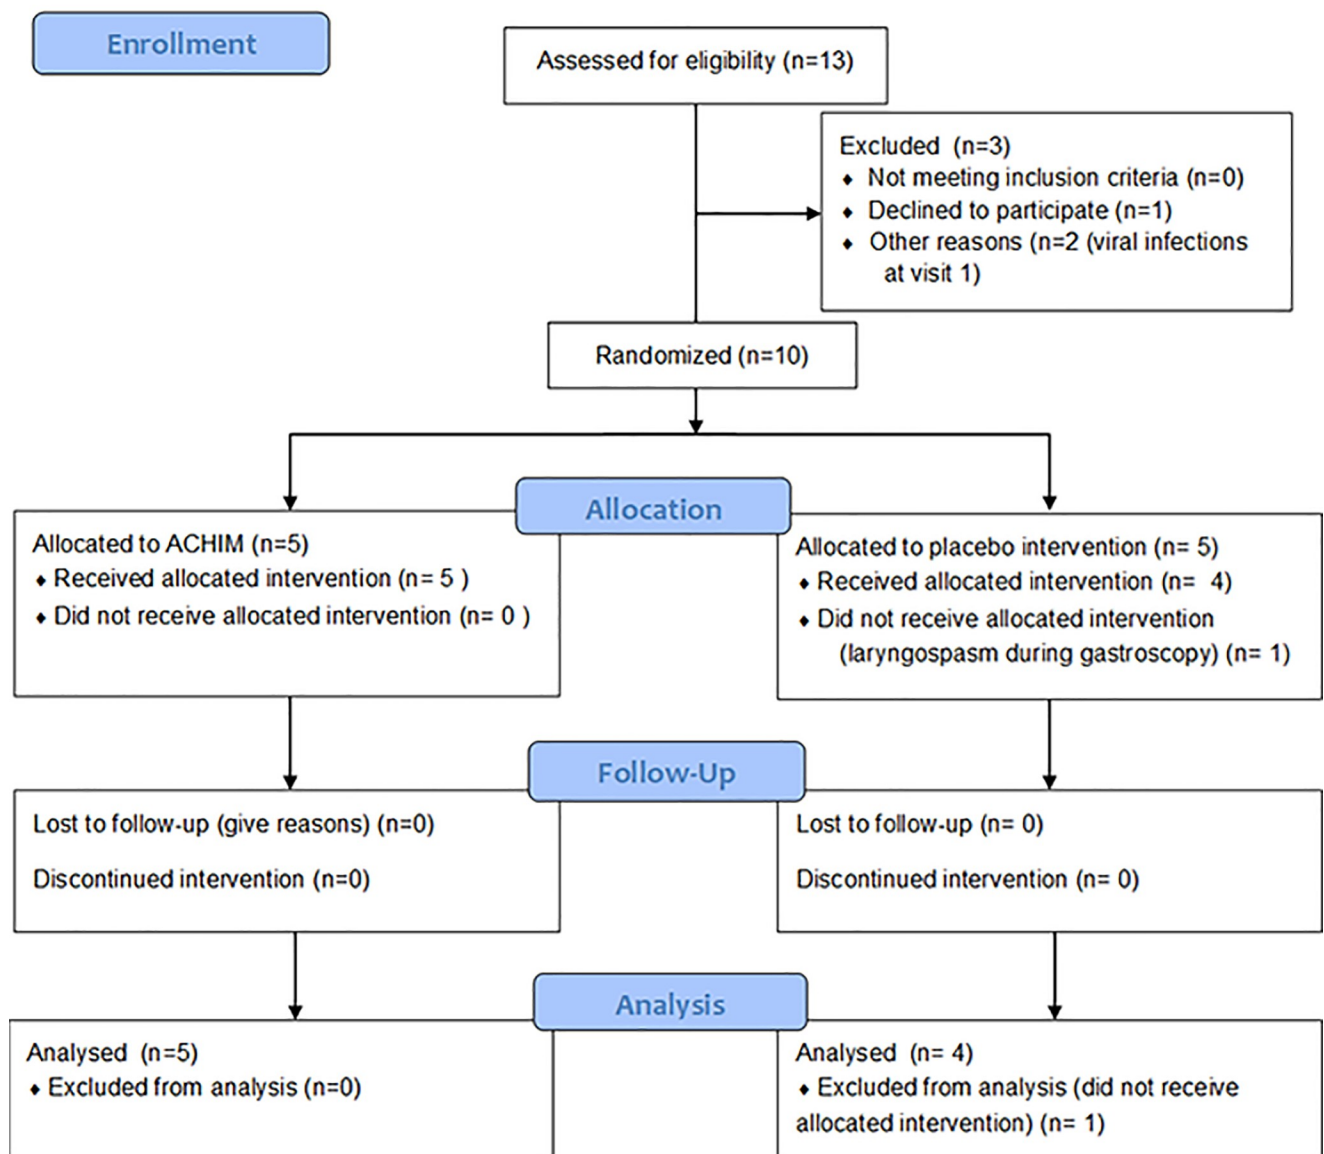 Enrollment
Assessed for eligibility (n=13)
Excluded (n=3)
♦ Not meeting inclusion criteria (n=0)
♦ Declined to participate (n=1)
♦ Other reasons (n=2 (viral infections
at visit 1)
Randomized (n=10)
Allocation
Allocated to ACHIM (n=5)
♦ Received allocated intervention (n= 5 )
♦ Did not receive allocated intervention (n= 0 )
Allocated to placebo intervention (n= 5)
♦ Received allocated intervention (n= 4)
♦ Did not receive allocated intervention
(laryngospasm during gastroscopy) (n= 1)
Follow-Up
Lost to follow-up (give reasons) (n=0)
Discontinued intervention (n=0)
Lost to follow-up (n= 0)
Discontinued intervention (n= 0)
Analysis
Analysed (n=5)
♦ Excluded from analysis (n=0)
Analysed (n= 4)
♦ Excluded from analysis (did not receive
allocated intervention) (n= 1)